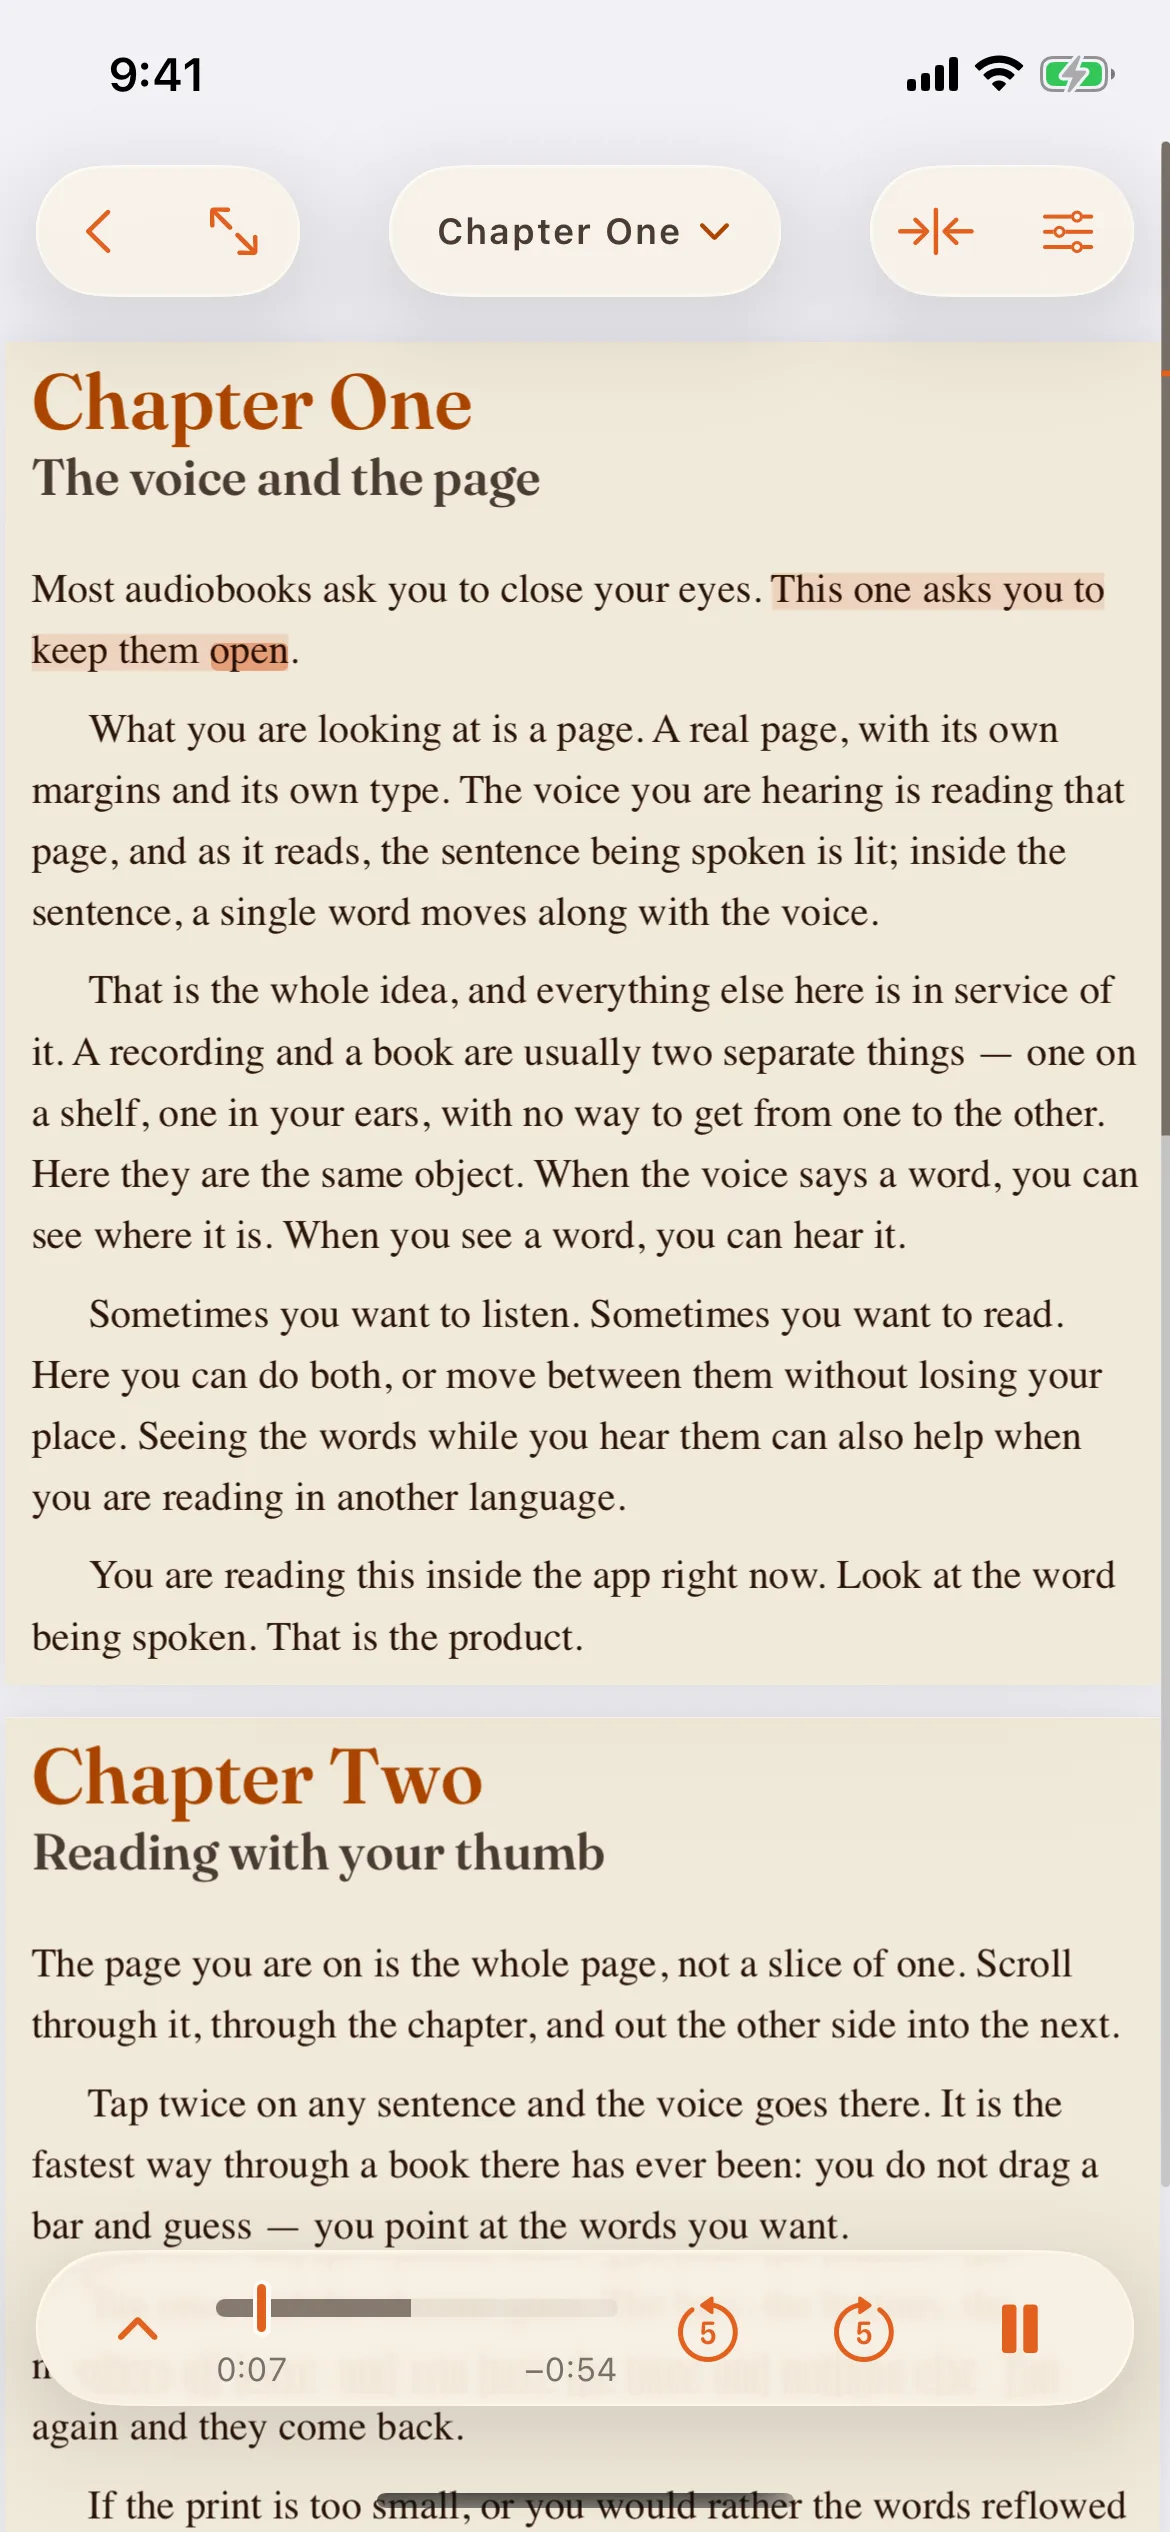 9:41
Chapter One
Chapter One
The voice and the page
Most audiobooks ask you to close your eyes. This one asks you to
keep them open.
What you are looking at is a page. A real page, with its own
margins and its own type. The voice you are hearing is reading that
page, and as it reads, the sentence being spoken is lit; inside the
sentence, a single word moves along with the voice.
That is the whole idea, and everything else here is in service of
it. A recording and a book are usually two separate things — one on
a shelf, one in your ears, with no way to get from one to the other.
Here they are the same object. When the voice says a word, you can
see where it is. When you see a word, you can hear it.
Sometimes you want to listen. Sometimes you want to read.
Here you can do both, or move between them without losing your
place. Seeing the words while you hear them can also help when
you are reading in another language.
You are reading this inside the app right now. Look at the word
being spoken. That is the product.
Chapter Two
Reading with your thumb
The page you are on is the whole page, not a slice of one. Scroll
through it, through the chapter, and out the other side into the next.
Tap twice on any sentence and the voice goes there. It is the
fastest way through a book there has ever been: you do not drag a
bar and guess — you point at the words you want.
0:07
−0:54
5
5
again and they come back.
If the print is too small, or you would rather the words reflowed